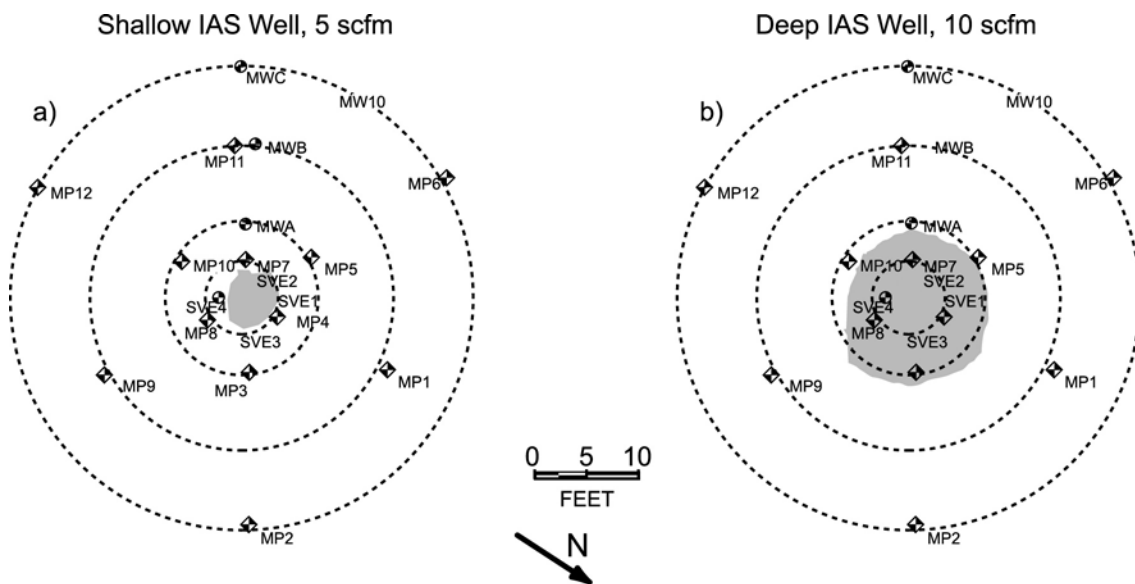 Shallow IAS Well, 5 scfm
Deep IAS Well, 10 scfm
a)
MWC
MW10
MP11
MWB
MP12
MP6
MWA
MP10
MP7
MP5
SVE2
SVE4
SVE1
MP8
MP4
SVE3
MP9
MP3
MP1
MP2
b)
MWC
MW10
MP11
MWB
MP12
MP6
MWA
MP10
MP7
MP5
SVE2
SVE4
SVE1
MP8
SVE3
MP9
MP1
MP2
0 5 10
FEET
N